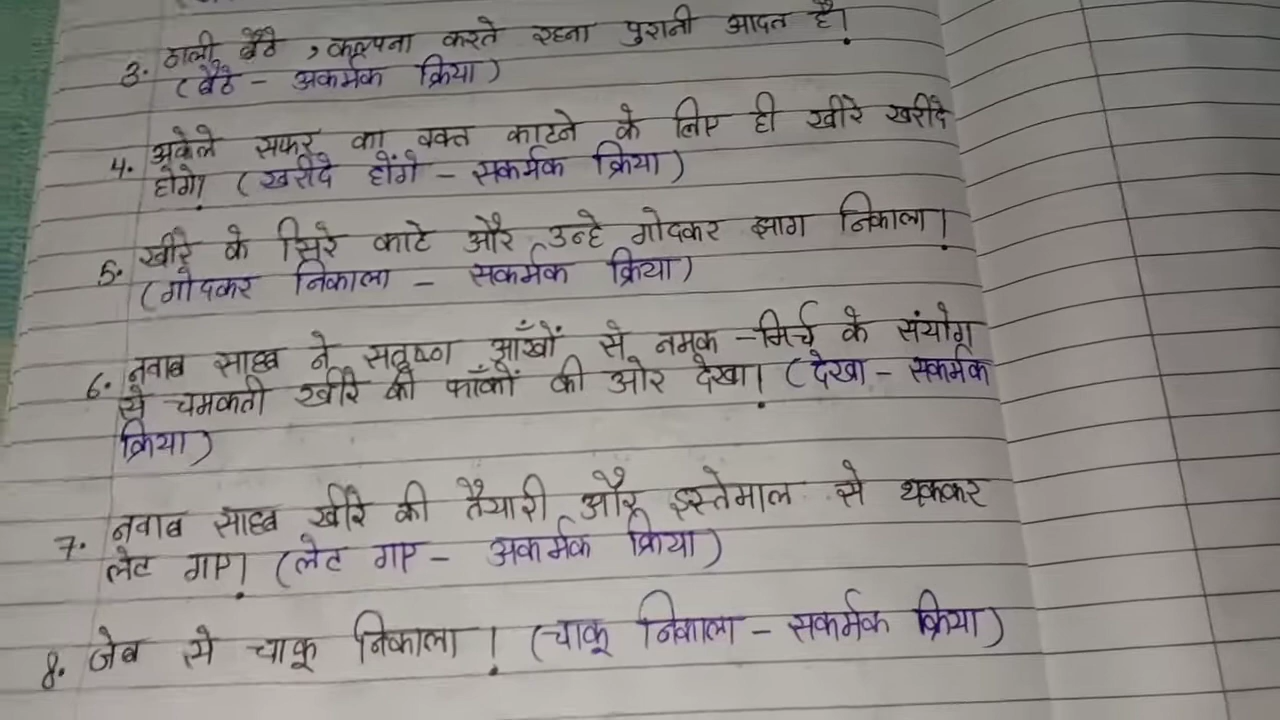 3. ठाली बैठे, कल्पना करते रहना पुरानी आदत है।
(बैठे - अकर्मक क्रिया)
4. अकेले सफर का वक्त काटने के लिए ही खीरे खरीदे
होंगे। (खरीदे होंगे - सकर्मक क्रिया)
5. खीरे के सिरे काटे और उन्हे गोदकर झाग निकाला।
(गोदकर निकाला - सकर्मक क्रिया)
6. नवाब साहब ने सतृष्ण आँखों से नमक-मिर्च के संयोग
से चमकती खीरे की फाँकों की ओर देखा। (देखा - सकर्मक
क्रिया)
7. नवाब साहब खीरे की तैयारी और इस्तेमाल से थककर
लेट गए। (लेट गए - अकर्मक क्रिया)
8. जेब से चाकू निकाला। (चाकू निकाला - सकर्मक क्रिया)